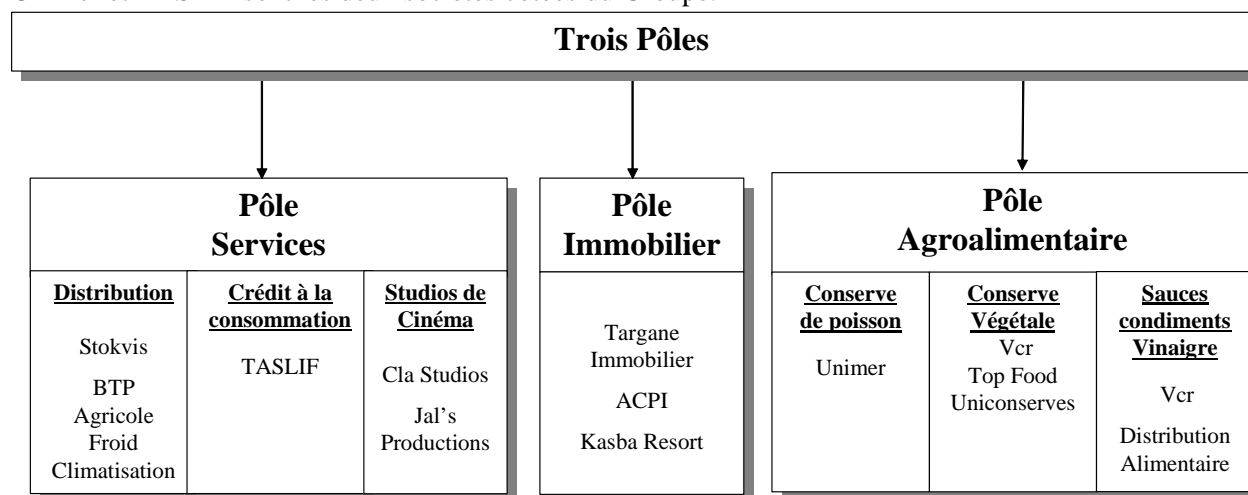 Trois Pôles
Pôle
Services
Distribution
Stokvis
BTP
Agricole
Froid
Climatisation
Crédit à la
consommation
TASLIF
Studios de
Cinéma
Cla Studios
Jal's
Productions
Pôle
Immobilier
Targane
Immobilier
ACPI
Kasba Resort
Pôle
Agroalimentaire
Conserve
de poisson
Unimer
Conserve
Végétale
Vcr
Top Food
Uniconserves
Sauces
condiments
Vinaigre
Vcr
Distribution
Alimentaire